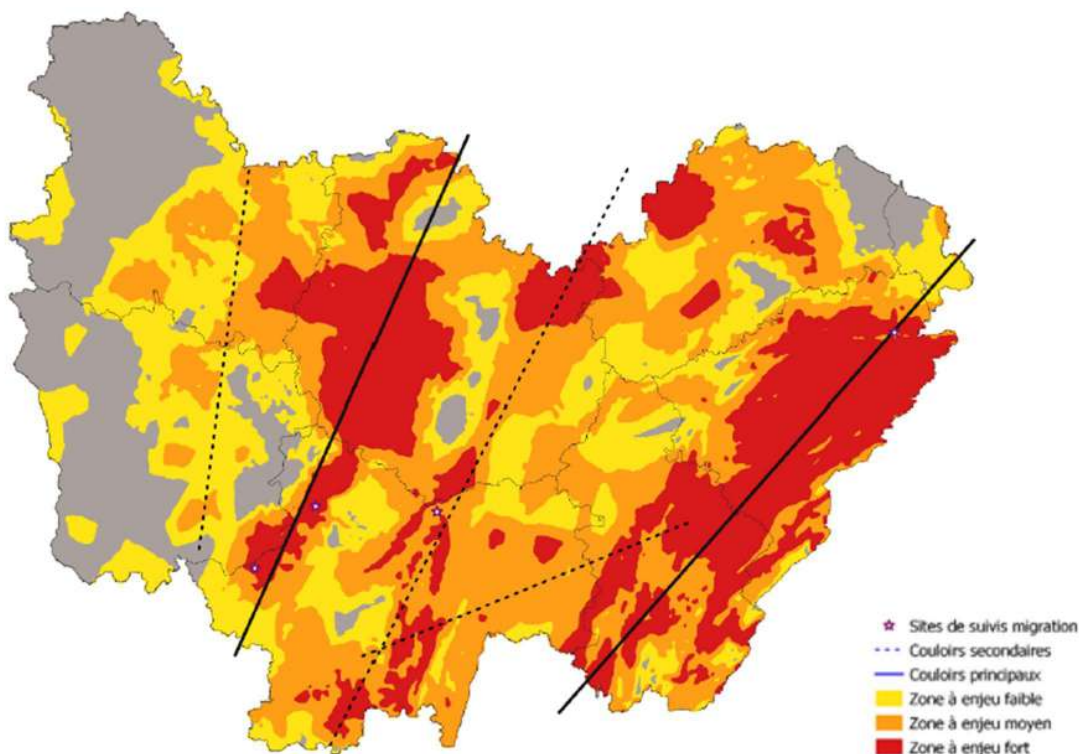 Sites de suivis migration
Couloirs secondaires
Couloirs principaux
Zone à enjeu faible
Zone à enjeu moyen
Zone à enjeu fort